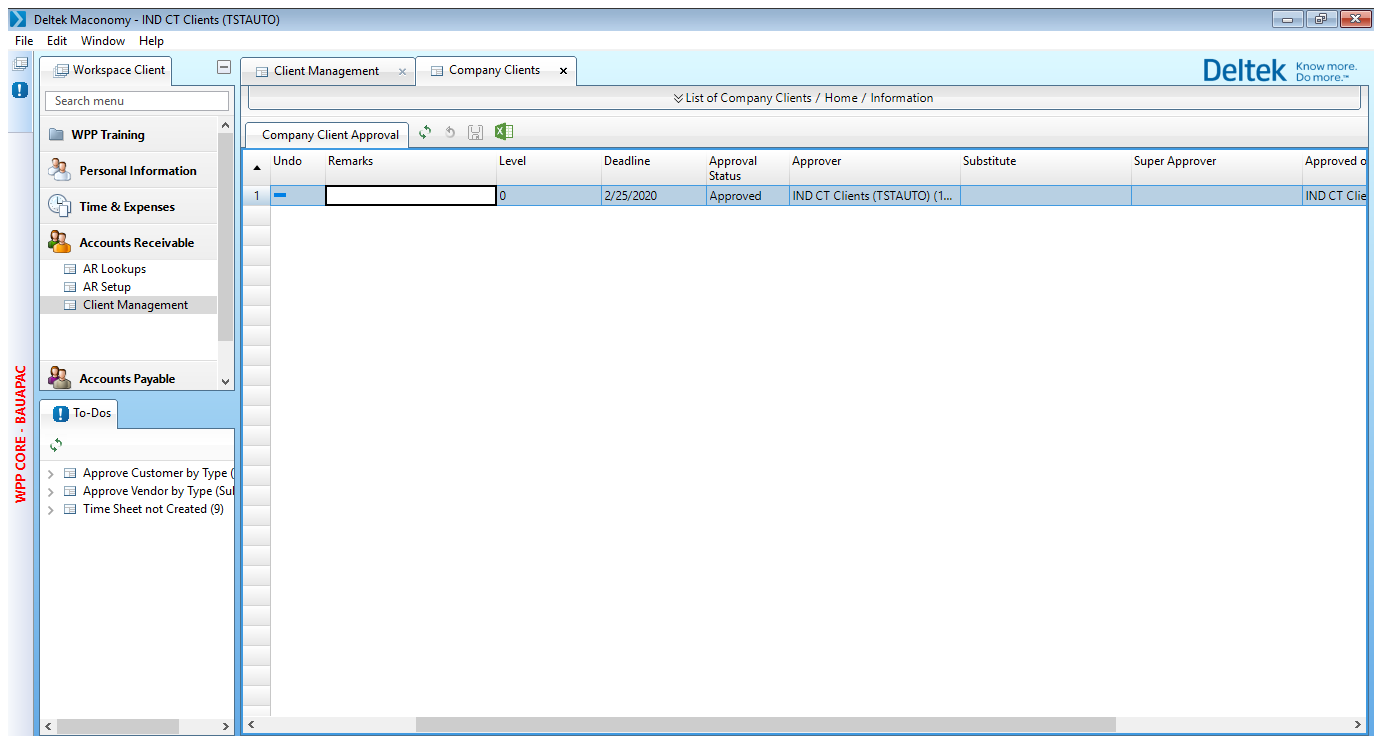 Deltek Maconomy - IND CT Clients (TSTAUTO)
File Edit Window Help
Workspace Client
Search menu
WPP Training
Personal Information
Time & Expenses
Accounts Receivable
AR Lookups
AR Setup
Client Management
Accounts Payable
WPP CORE - BAUAPAC
To-Dos
Approve Customer by Type (
Approve Vendor by Type (Sul
Time Sheet not Created (9)
Client Management
Company Clients
Deltek Know more.
Do more.™
List of Company Clients / Home / Information
Company Client Approval
Undo Remarks Level Deadline Approval Approver Substitute Super Approver Approved o
Status
1 0 2/25/2020 Approved IND CT Clients (TSTAUTO) (1... IND CT Clie